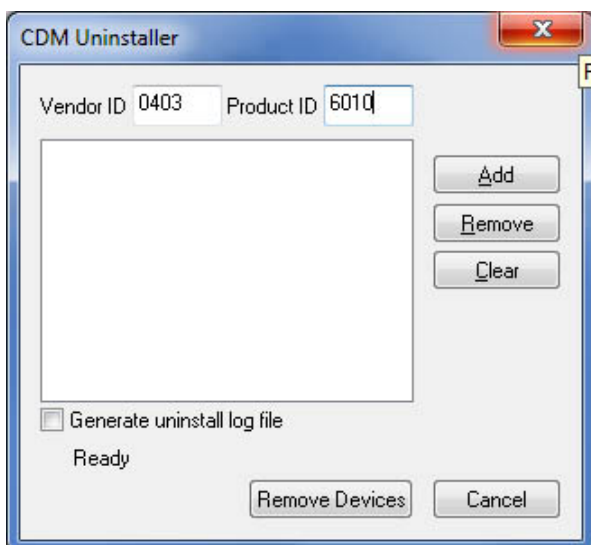 CDM Uninstaller
Vendor ID 0403 Product ID 6010
Add
Remove
Clear
Generate uninstall log file
Ready
Remove Devices Cancel